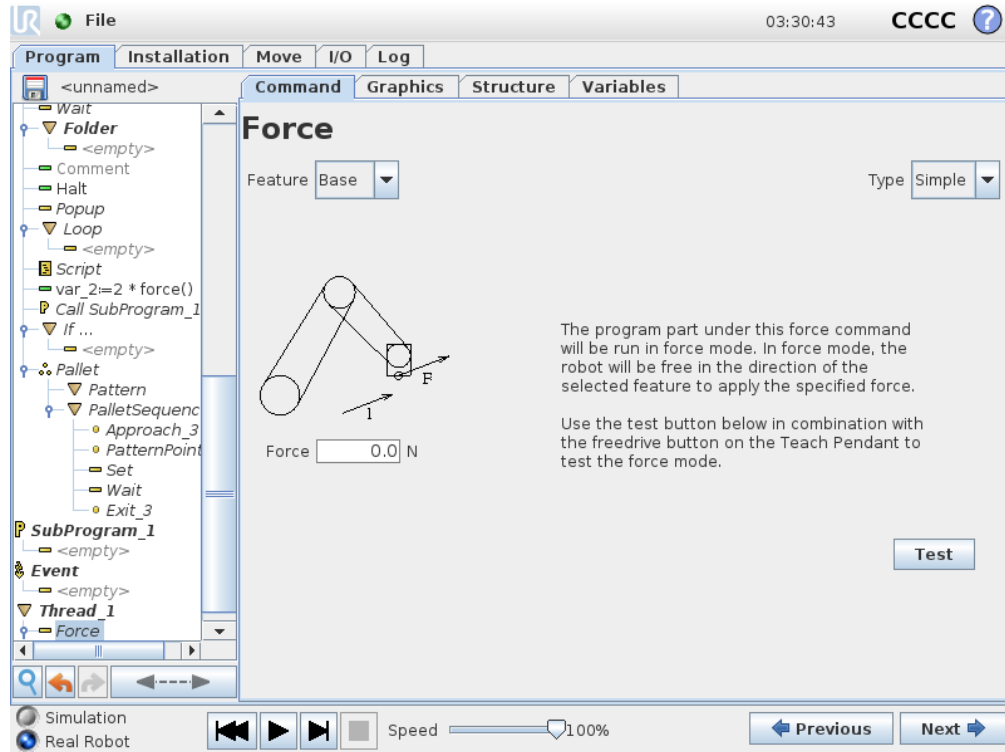 UR File 03:30:43 CCCC ?
Program Installation Move I/O Log
<unnamed>
Command Graphics Structure Variables
Wait
Folder
<empty>
Comment
Halt
Popup
Loop
<empty>
Script
var_2:=2 * force()
P Call SubProgram_1
If ...
<empty>
Pallet
Pattern
PalletSequenc
Approach_3
PatternPoint
Set
Wait
Exit_3
P SubProgram_1
<empty>
Event
<empty>
Thread_1
Force
Force
Feature Base
Type Simple
F
1
Force 0.0 N
The program part under this force command
will be run in force mode. In force mode, the
robot will be free in the direction of the
selected feature to apply the specified force.
Use the test button below in combination with
the freedrive button on the Teach Pendant to
test the force mode.
Test
Simulation
Real Robot
Speed 100%
Previous Next